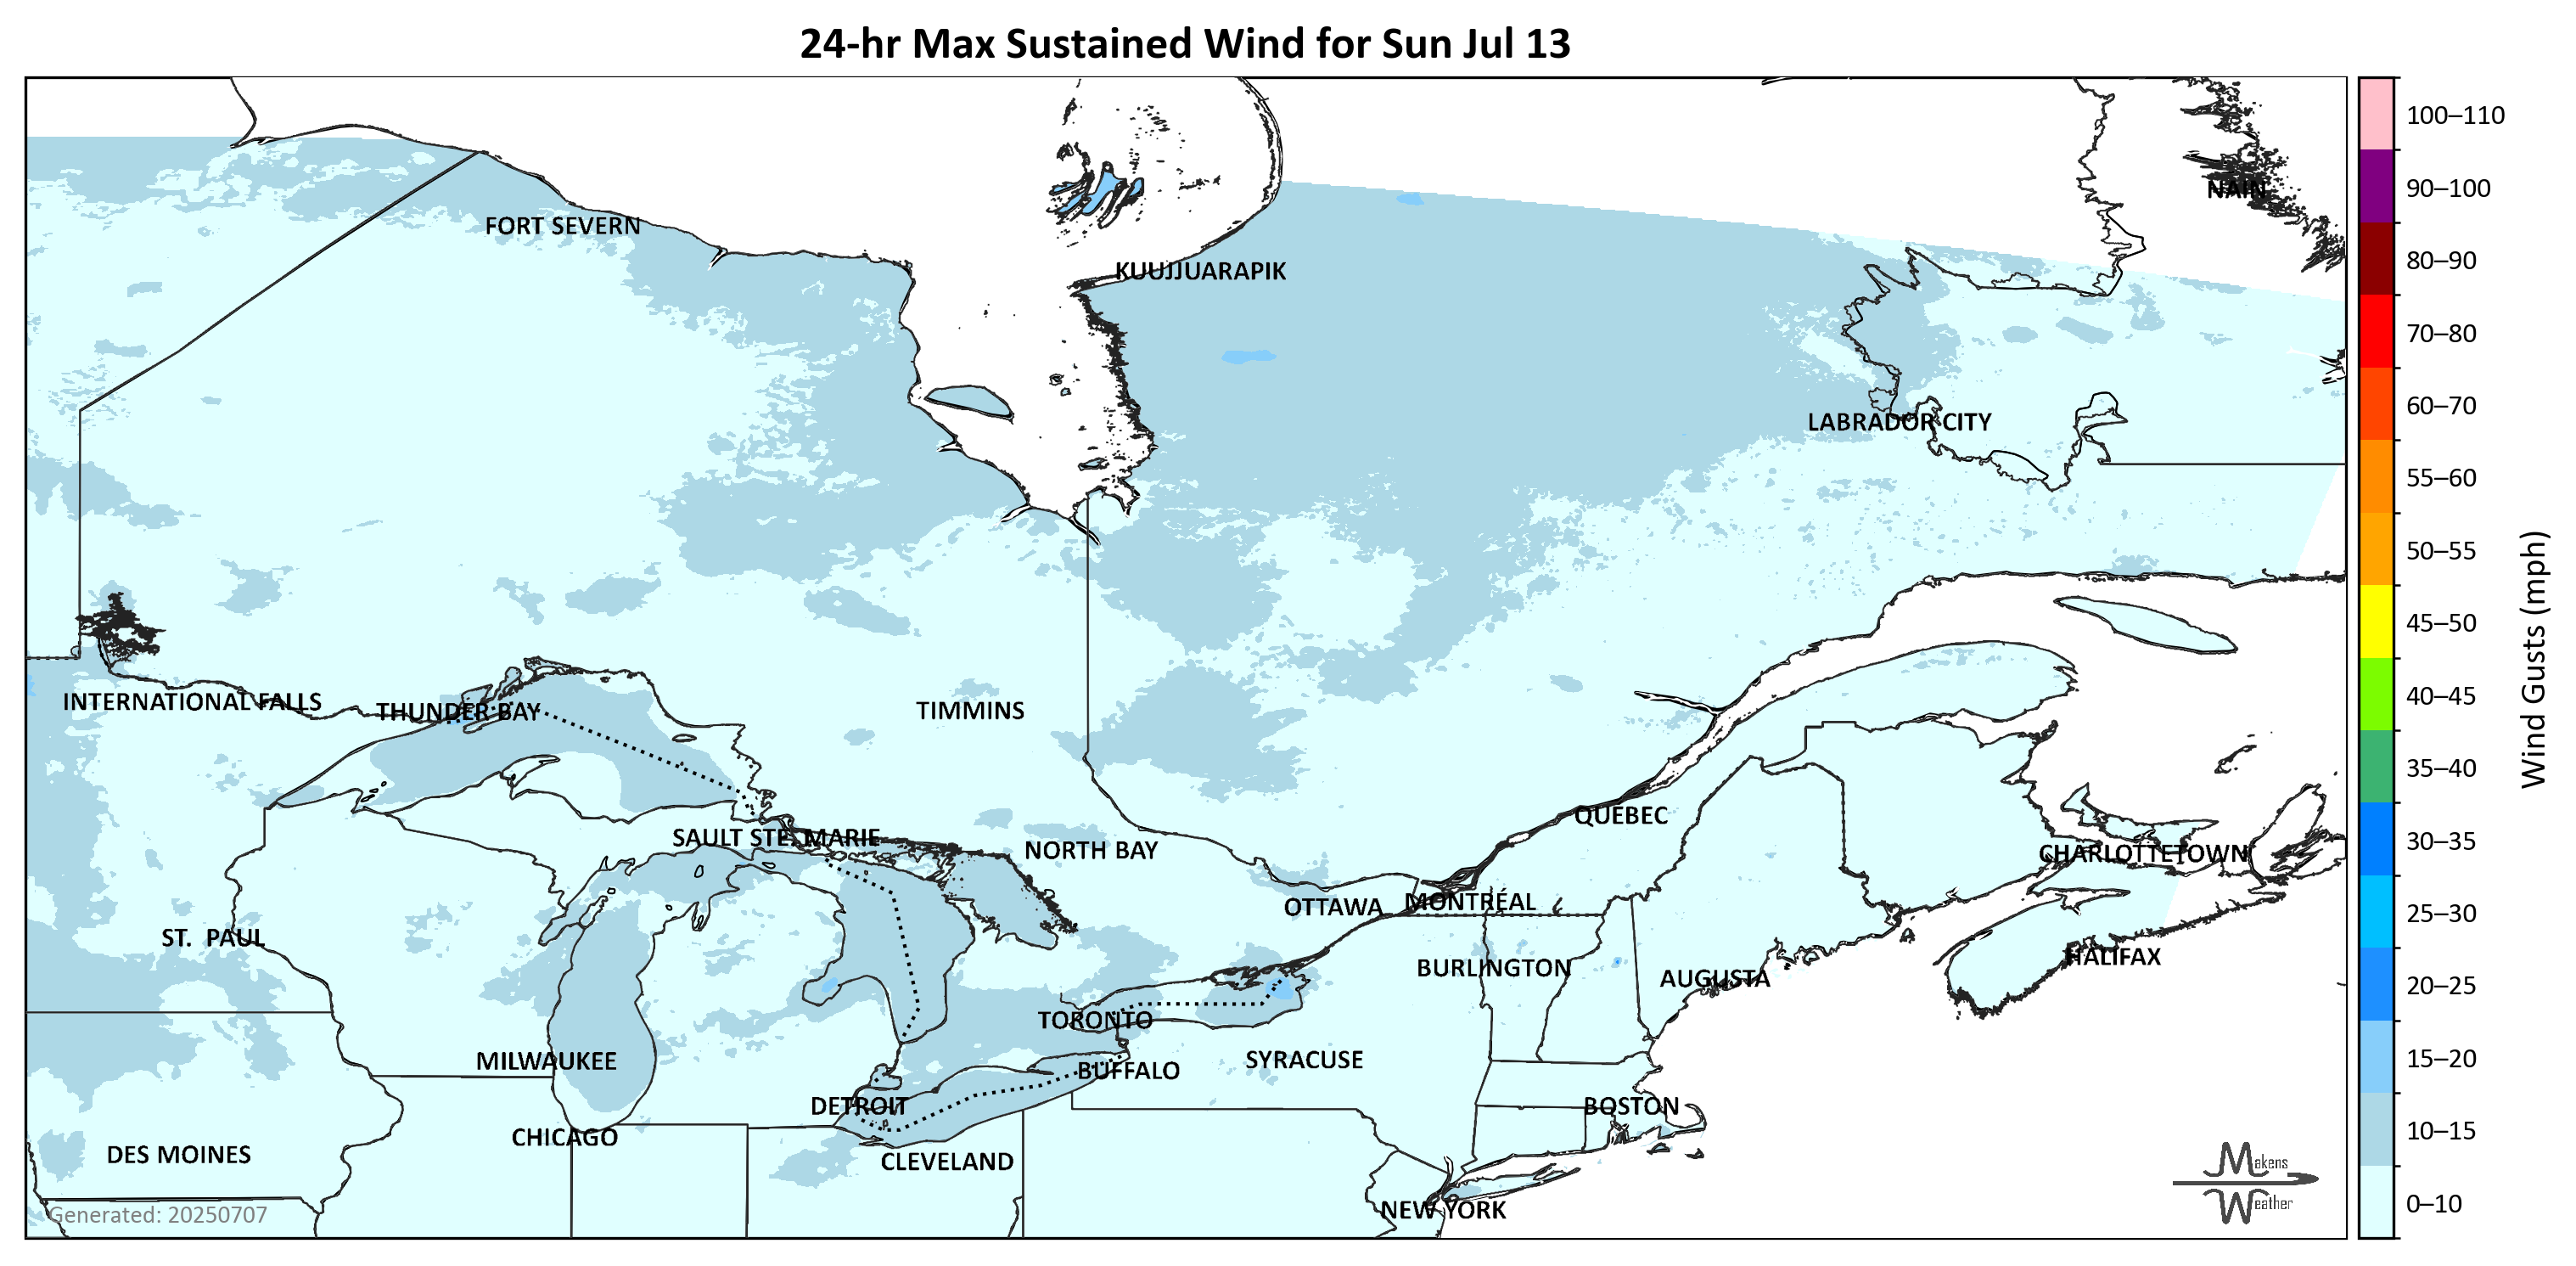 24-hr Max Sustained Wind for Sun Jul 13
100–110
90–100
NAIN
FORT SEVERN
80–90
KUUJJUARAPIK
70–80
60–70
LABRADOR CITY
55–60
50–55
Wind Gusts (mph)
45–50
40–45
INTERNATIONAL FALLS
THUNDER BAY
TIMMINS
35–40
QUEBEC
SAULT STE. MARIE
30–35
NORTH BAY
CHARLOTTETOWN
OTTAWA
MONTRÉAL
25–30
ST. PAUL
HALIFAX
BURLINGTON
AUGUSTA
20–25
TORONTO
MILWAUKEE
SYRACUSE
15–20
BUFFALO
DETROIT
BOSTON
10–15
CHICAGO
DES MOINES
CLEVELAND
Makens
Weather
NEW YORK
0–10
Generated: 20250707